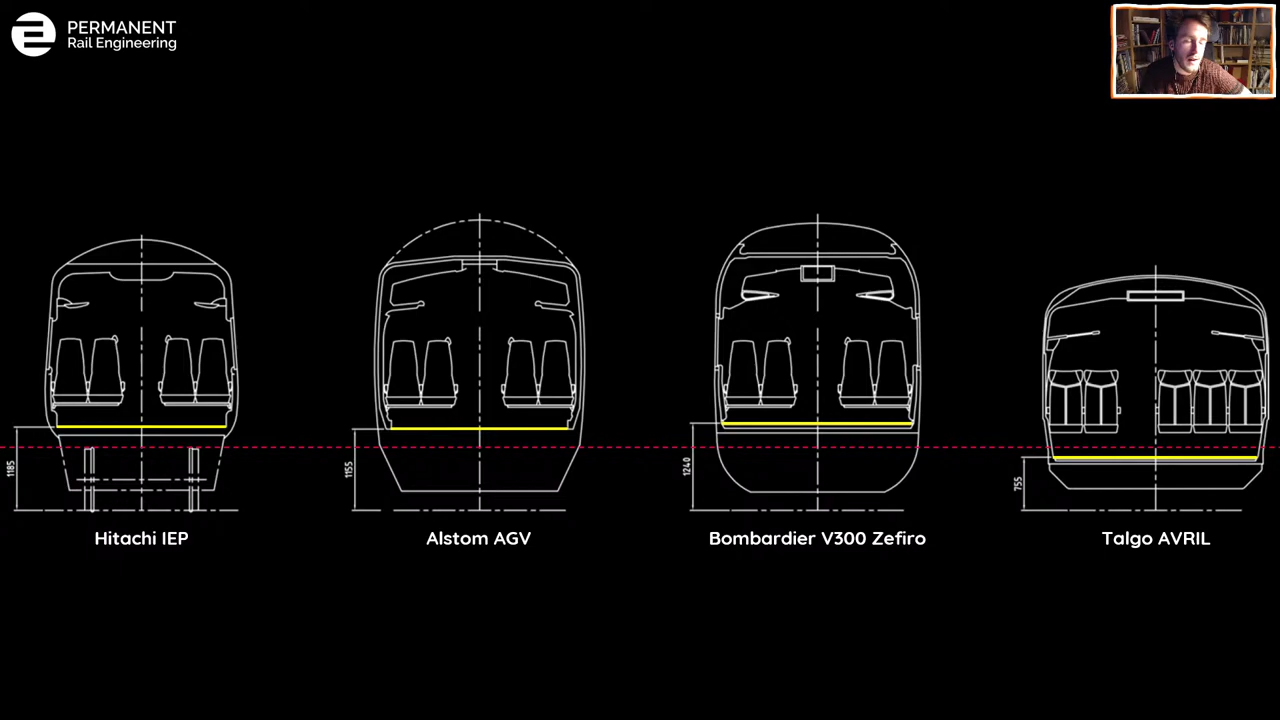 PERMANENT
Rail Engineering
1185
1155
1240
755
Hitachi IEP
Alstom AGV
Bombardier V300 Zefiro
Talgo AVRIL